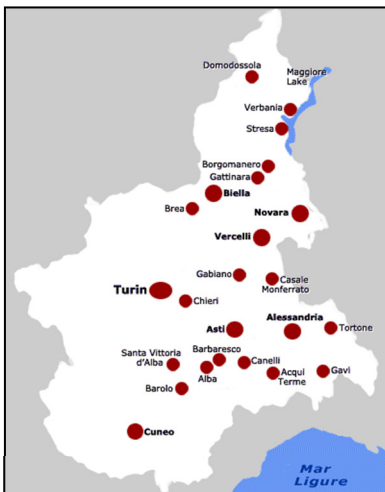 Domodossola
Maggiore
Lake
Verbania
Stresa
Borgomanero
Gattinara
Biella
Brea
Novara
Vercelli
Gabiano
Casale
Monferrato
Turin
Chieri
Asti
Alessandria
Tortone
Santa Vittoria
d'Alba
Barbaresco
Canelli
Alba
Acqui
Terme
Gavi
Barolo
Cuneo
Mar
Ligure